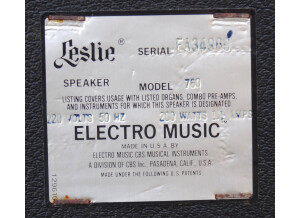 Leslie SERIAL
SPEAKER MODEL 760
LISTING COVERS USAGE WITH LISTED ORGANS, COMBO PRE-AMPS,
AND INSTRUMENTS FOR WHICH THIS SPEAKER IS DESIGNATED
VOLTS 50 HZ 200 WATTS
ELECTRO MUSIC
MADE IN U.S.A. BY
ELECTRO MUSIC CBS MUSICAL INSTRUMENTS
A DIVISION OF CBS Inc. PASADENA, CALIF., U.S.A
MADE UNDER THE FOLLOWING U.S. PATENTS